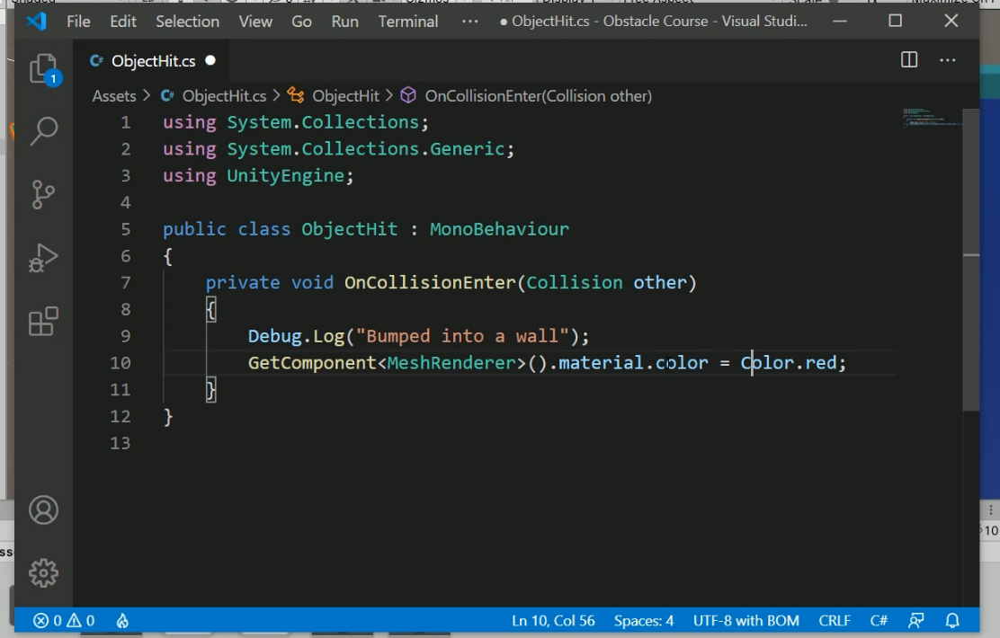 File Edit Selection View Go Run Terminal ··· ● ObjectHit.cs - Obstacle Course - Visual Studi...
1
C# ObjectHit.cs ●
Assets > C# ObjectHit.cs > ObjectHit > OnCollisionEnter(Collision other)
1 using System.Collections;
2 using System.Collections.Generic;
3 using UnityEngine;
4
5 public class ObjectHit : MonoBehaviour
6 {
7 private void OnCollisionEnter(Collision other)
8 {
9 Debug.Log("Bumped into a wall");
10 GetComponent<MeshRenderer>().material.color = Color.red;
11 }
12 }
13
0 0 Ln 10, Col 56 Spaces: 4 UTF-8 with BOM CRLF C#